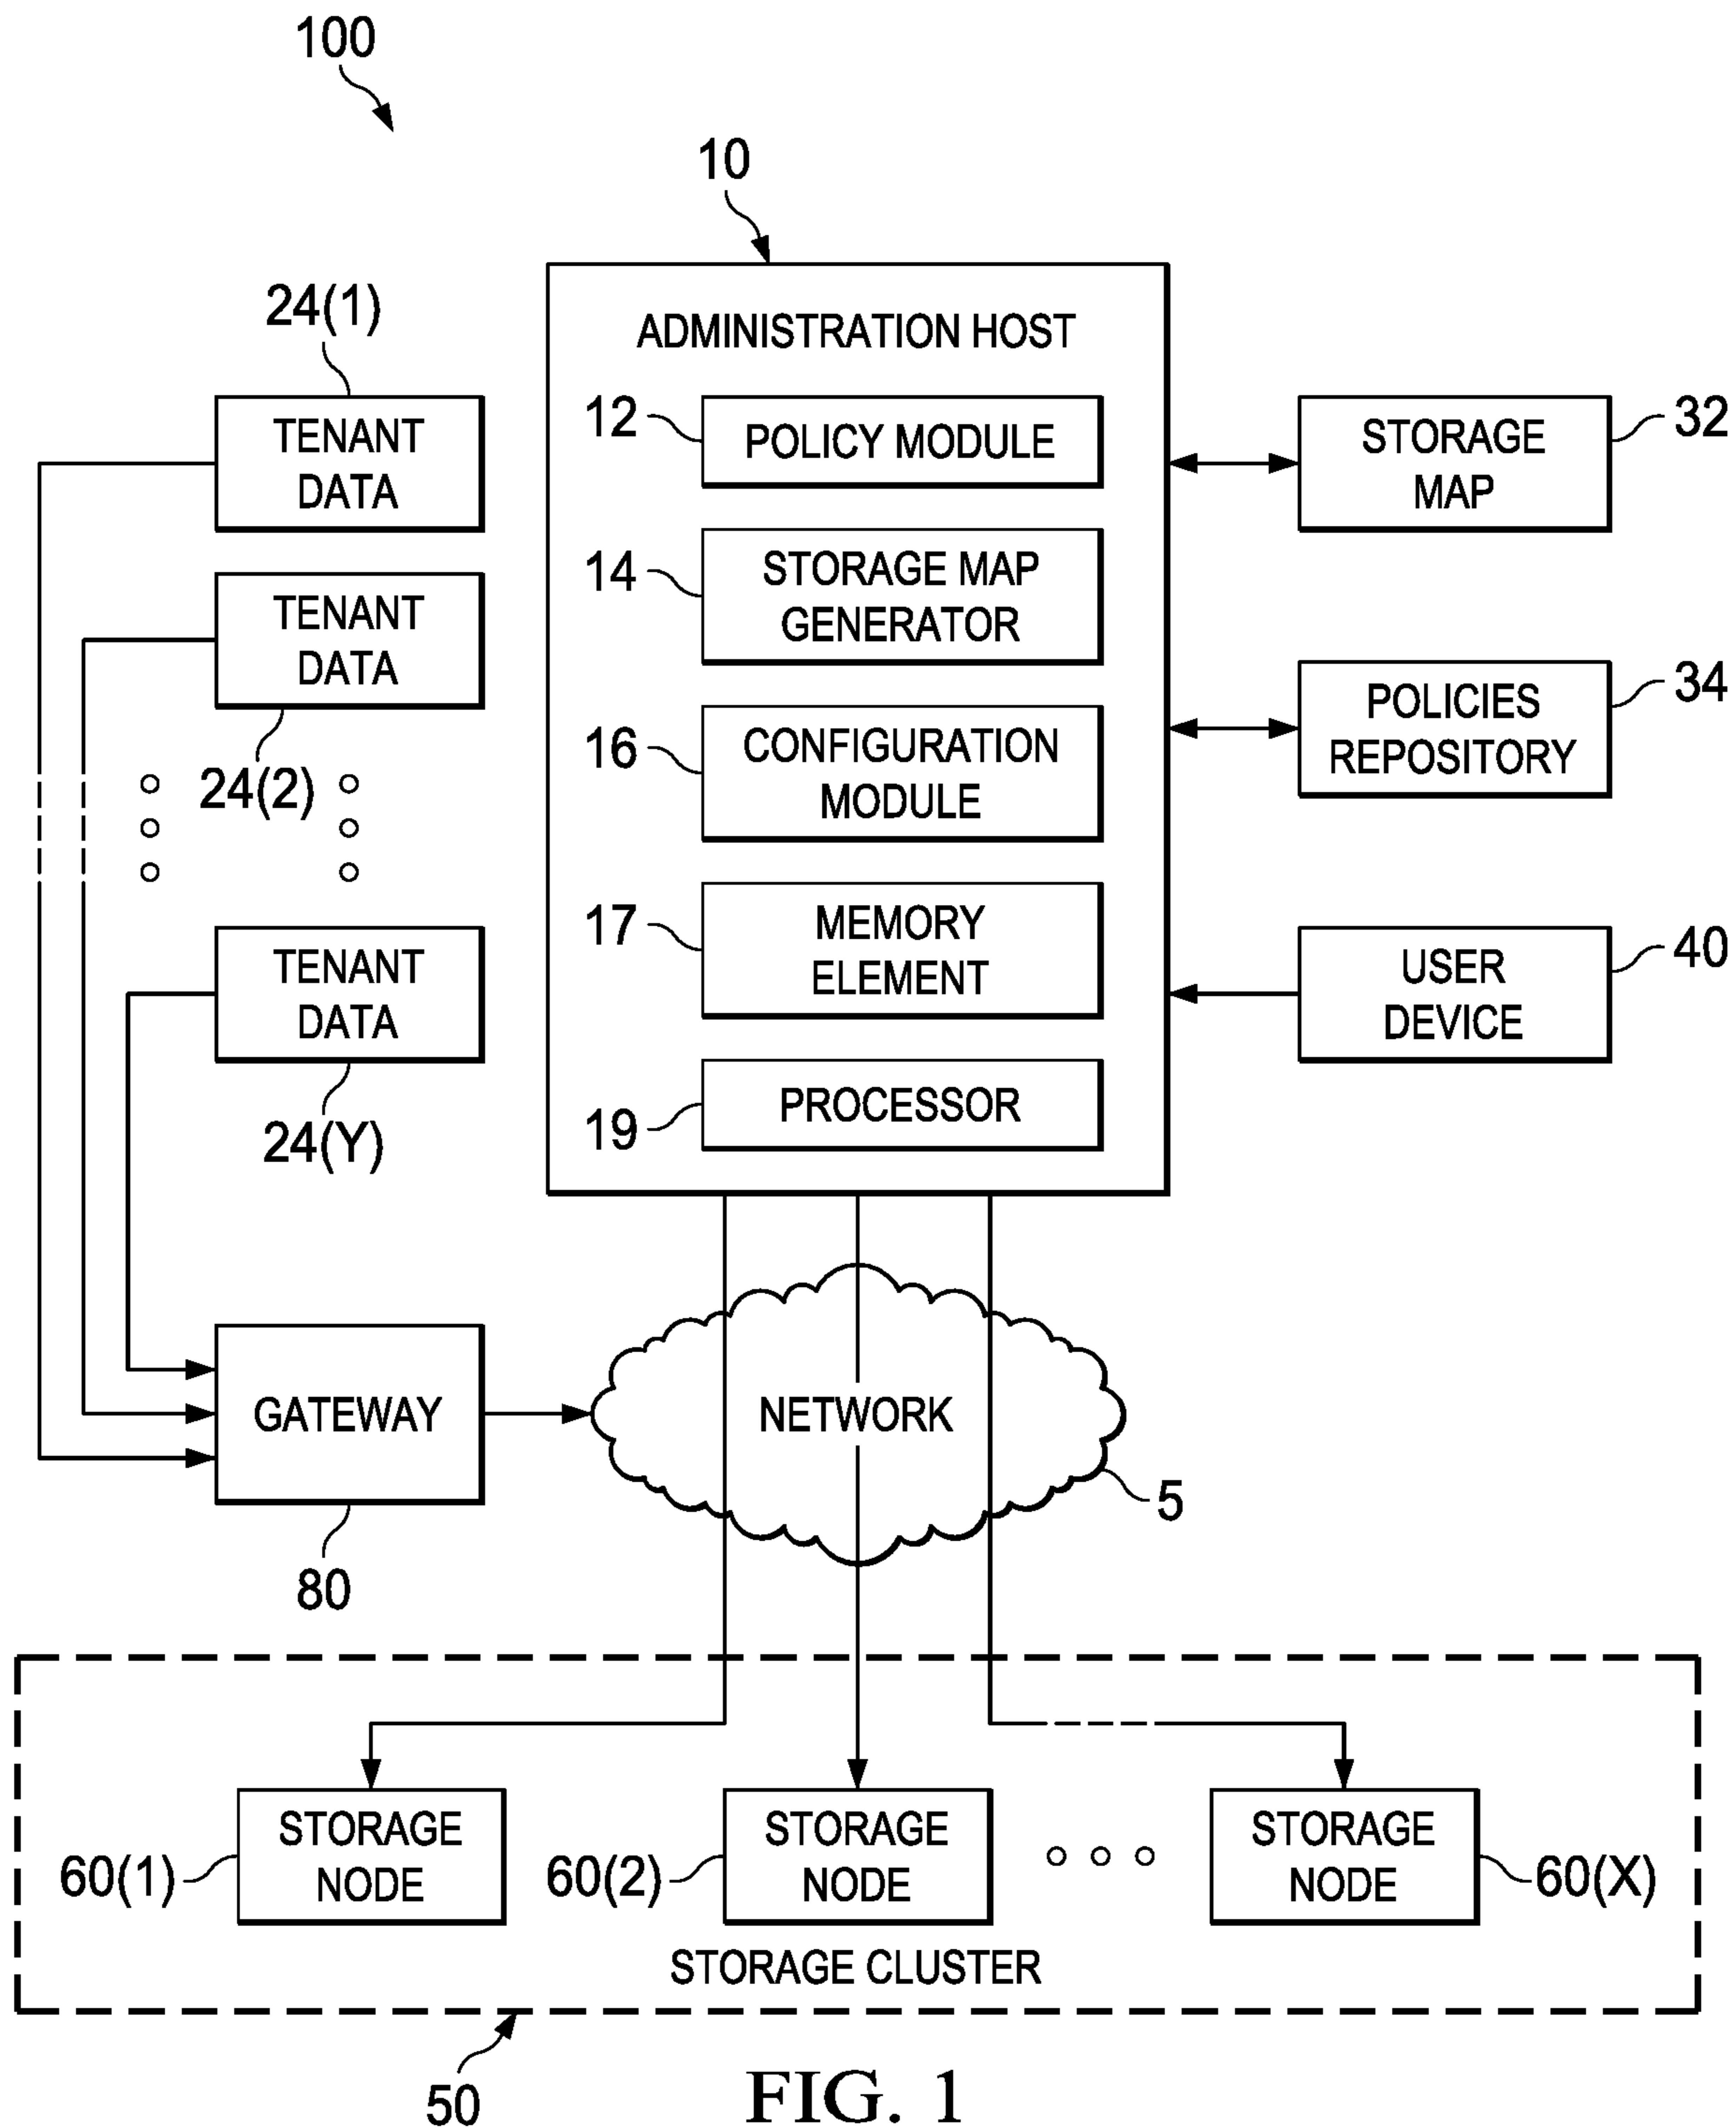 100
10
ADMINISTRATION HOST
24(1)
TENANT
DATA
TENANT
DATA
24(2)
TENANT
DATA
24(Y)
12
POLICY MODULE
14
STORAGE MAP
GENERATOR
16
CONFIGURATION
MODULE
17
MEMORY
ELEMENT
19
PROCESSOR
STORAGE
MAP
32
POLICIES
REPOSITORY
34
USER
DEVICE
40
GATEWAY
80
NETWORK
5
60(1)
STORAGE
NODE
60(2)
STORAGE
NODE
STORAGE
NODE
60(X)
STORAGE CLUSTER
50
FIG. 1